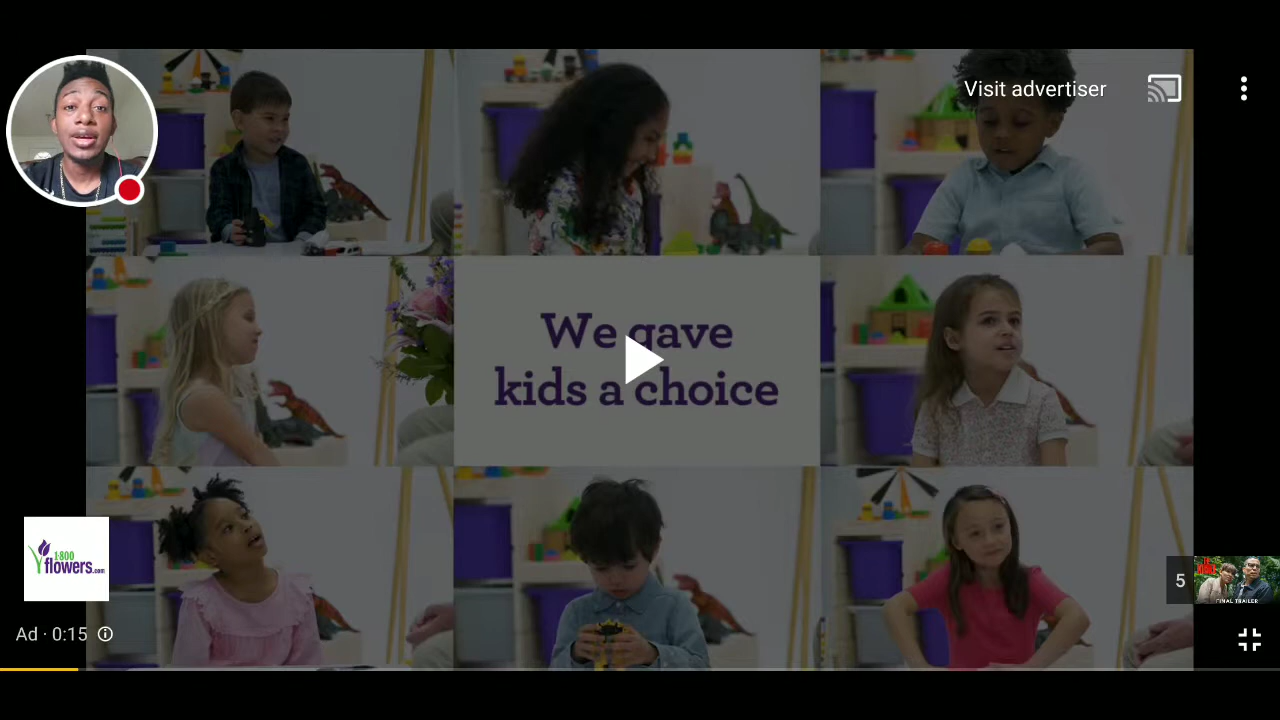 Visit advertiser
We gave
kids a choice
1·800
flowers.com
5
FINAL TRAILER
Ad · 0:15